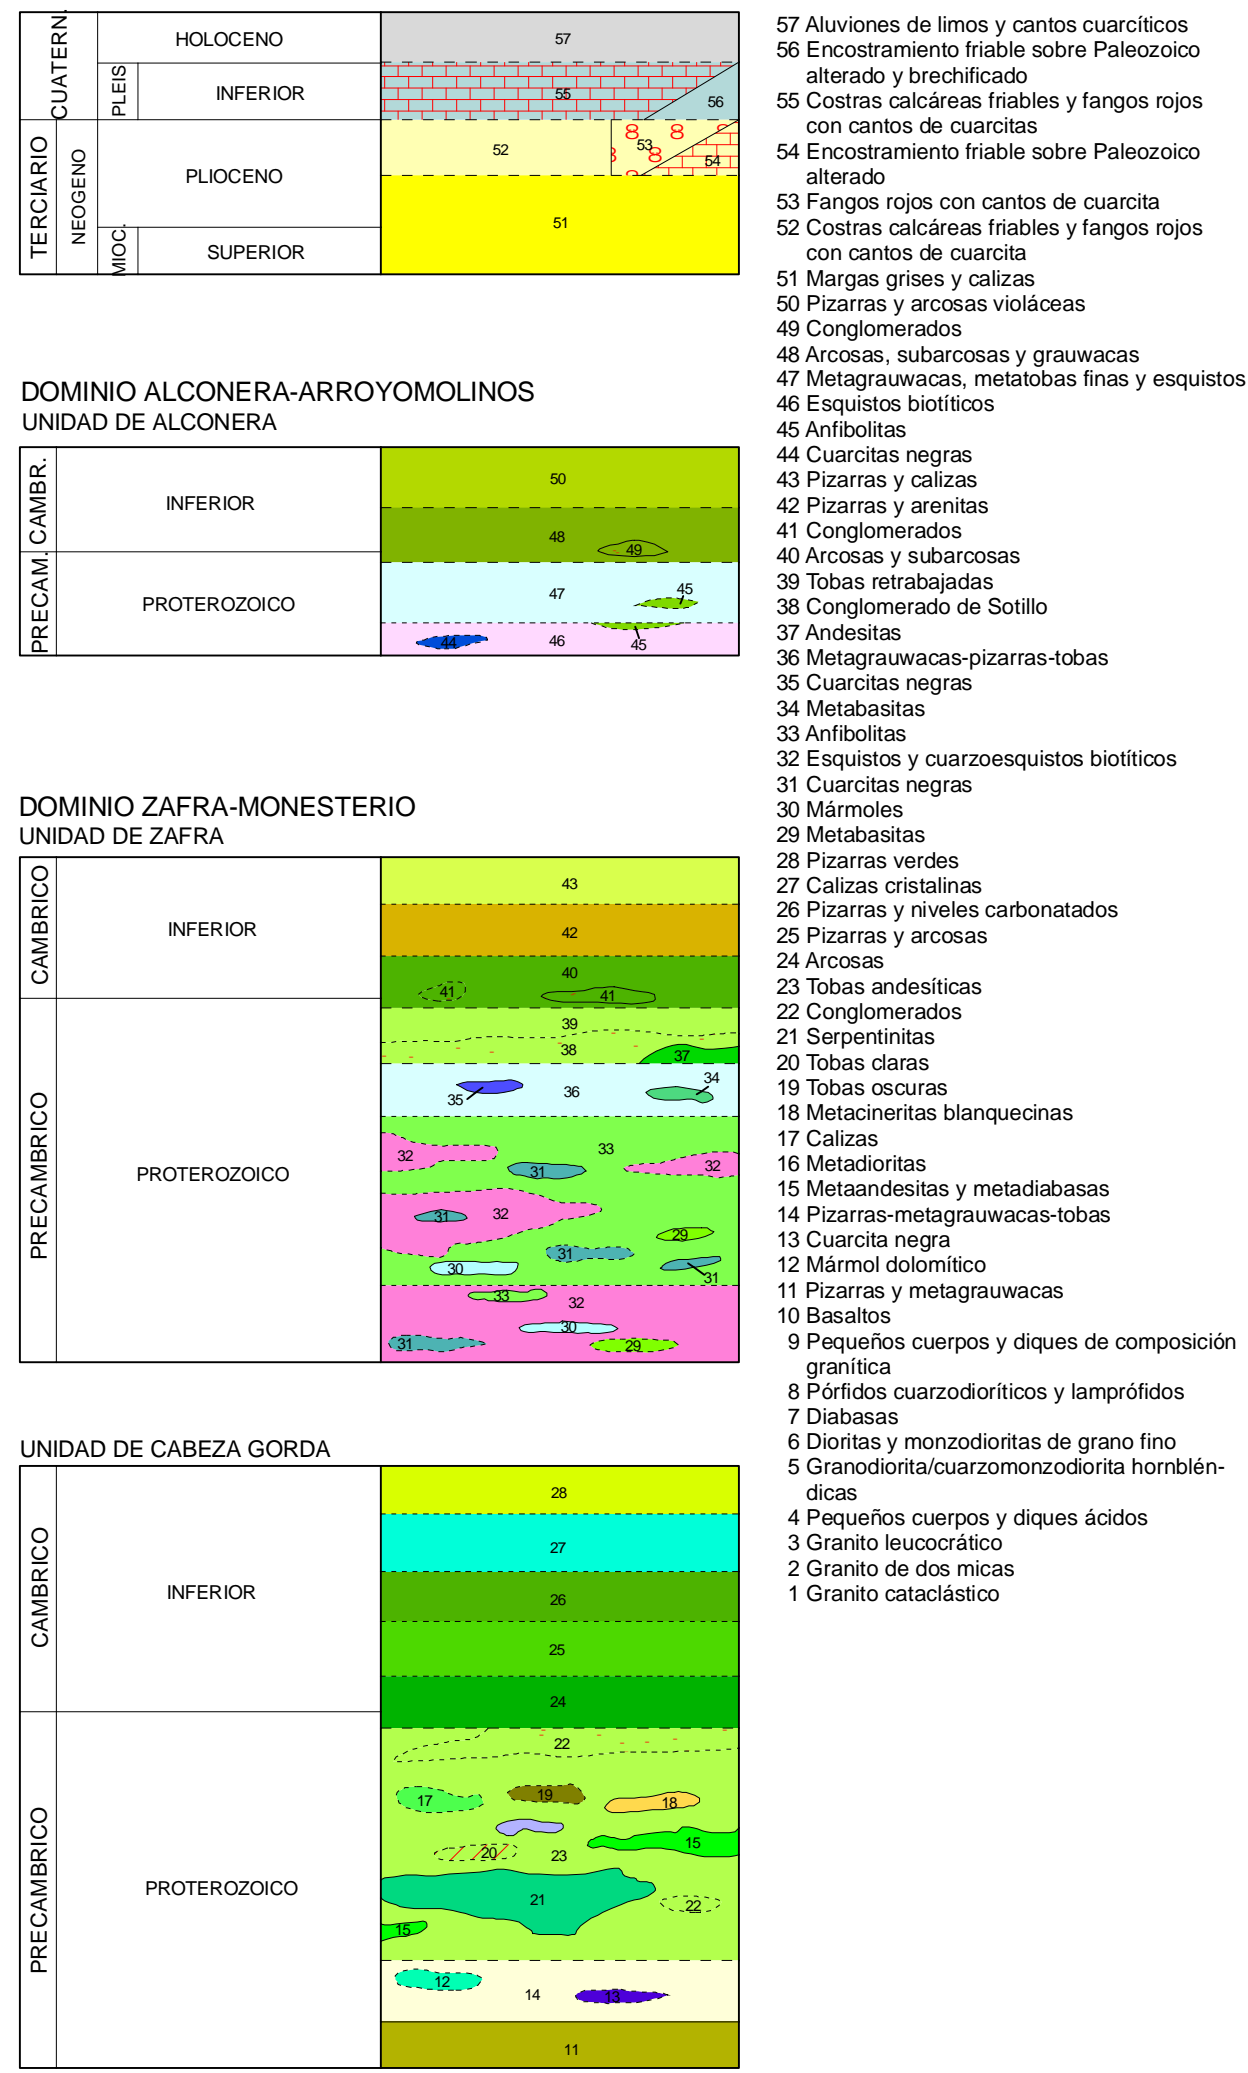 CUATERN.
HOLOCENO
57
PLEIS
INFERIOR
55
56
TERCIARIO
NEOGENO
PLIOCENO
52
53
54
51
MIOC.
SUPERIOR
DOMINIO ALCONERA-ARROYOMOLINOS
UNIDAD DE ALCONERA
CAMBR.
INFERIOR
50
48
49
PRECAM.
PROTEROZOICO
47
45
44
46
45
DOMINIO ZAFRA-MONESTERIO
UNIDAD DE ZAFRA
CAMBRICO
INFERIOR
43
42
40
41
41
PRECAMBRICO
PROTEROZOICO
39
38
37
34
35
36
33
32
31
32
31
32
29
31
30
31
33
32
30
31
29
UNIDAD DE CABEZA GORDA
CAMBRICO
INFERIOR
28
27
26
25
24
PRECAMBRICO
PROTEROZOICO
22
17
19
18
15
20
23
21
22
15
12
14
13
11
57 Aluviones de limos y cantos cuarcíticos
56 Encostramiento friable sobre Paleozoico
alterado y brechificado
55 Costras calcáreas friables y fangos rojos
con cantos de cuarcitas
54 Encostramiento friable sobre Paleozoico
alterado
53 Fangos rojos con cantos de cuarcita
52 Costras calcáreas friables y fangos rojos
con cantos de cuarcita
51 Margas grises y calizas
50 Pizarras y arcosas violáceas
49 Conglomerados
48 Arcosas, subarcosas y grauwacas
47 Metagrauwacas, metatobas finas y esquistos
46 Esquistos biotíticos
45 Anfibolitas
44 Cuarcitas negras
43 Pizarras y calizas
42 Pizarras y arenitas
41 Conglomerados
40 Arcosas y subarcosas
39 Tobas retrabajadas
38 Conglomerado de Sotillo
37 Andesitas
36 Metagrauwacas-pizarras-tobas
35 Cuarcitas negras
34 Metabasitas
33 Anfibolitas
32 Esquistos y cuarzoesquistos biotíticos
31 Cuarcitas negras
30 Mármoles
29 Metabasitas
28 Pizarras verdes
27 Calizas cristalinas
26 Pizarras y niveles carbonatados
25 Pizarras y arcosas
24 Arcosas
23 Tobas andesíticas
22 Conglomerados
21 Serpentinitas
20 Tobas claras
19 Tobas oscuras
18 Metacineritas blanquecinas
17 Calizas
16 Metadioritas
15 Metaandesitas y metadiabasas
14 Pizarras-metagrauwacas-tobas
13 Cuarcita negra
12 Mármol dolomítico
11 Pizarras y metagrauwacas
10 Basaltos
9 Pequeños cuerpos y diques de composición
granítica
8 Pórfidos cuarzodioríticos y lamprófidos
7 Diabasas
6 Dioritas y monzodioritas de grano fino
5 Granodiorita/cuarzomonzodiorita hornblén-
dicas
4 Pequeños cuerpos y diques ácidos
3 Granito leucocrático
2 Granito de dos micas
1 Granito cataclástico